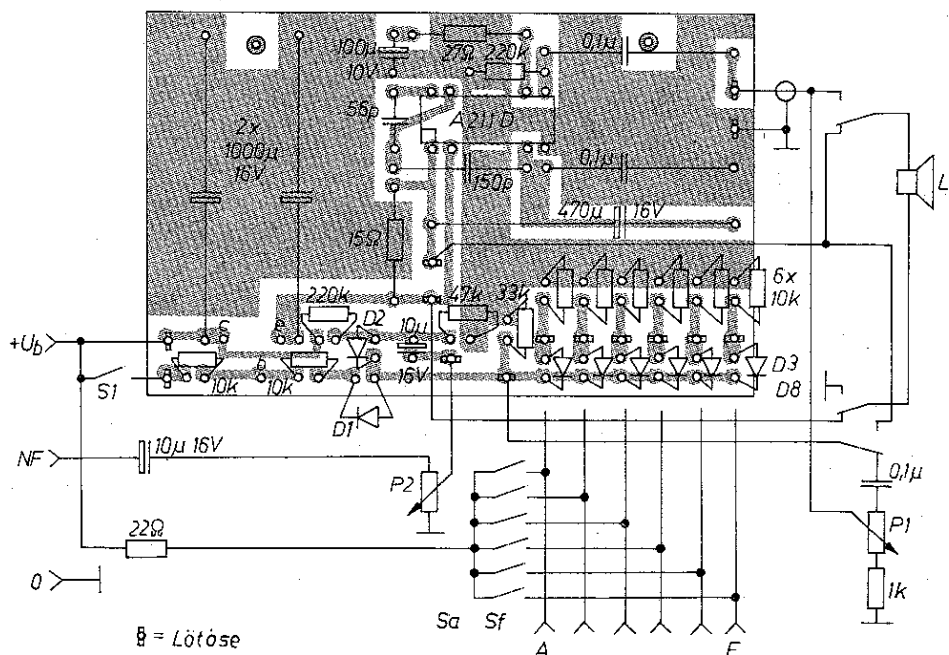 100µ
10V
27Ω
220k
0,1µ
56p
A 211 D
2x
1000µ
16V
150p
0,1µ
470µ 16V
L
15Ω
6x
10k
220k
D2
10µ
16V
47k
33k
C
B
E
+Ub
S1
10k
10k
D1
D3
D8
NF
10µ 16V
P2
0,1µ
P1
22Ω
1k
0
Sa Sf
A F
= Lötöse